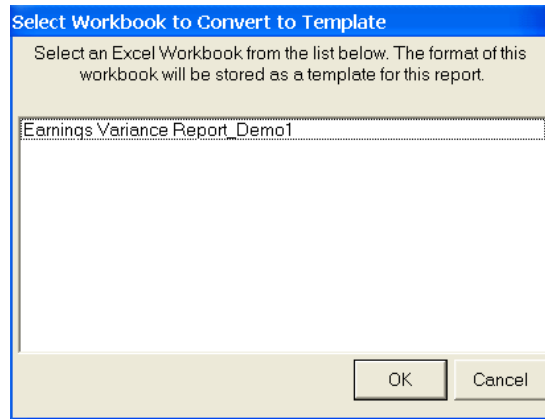 Select Workbook to Convert to Template
Select an Excel Workbook from the list below. The format of this
workbook will be stored as a template for this report.
Earnings Variance Report_Demo1
OK
Cancel